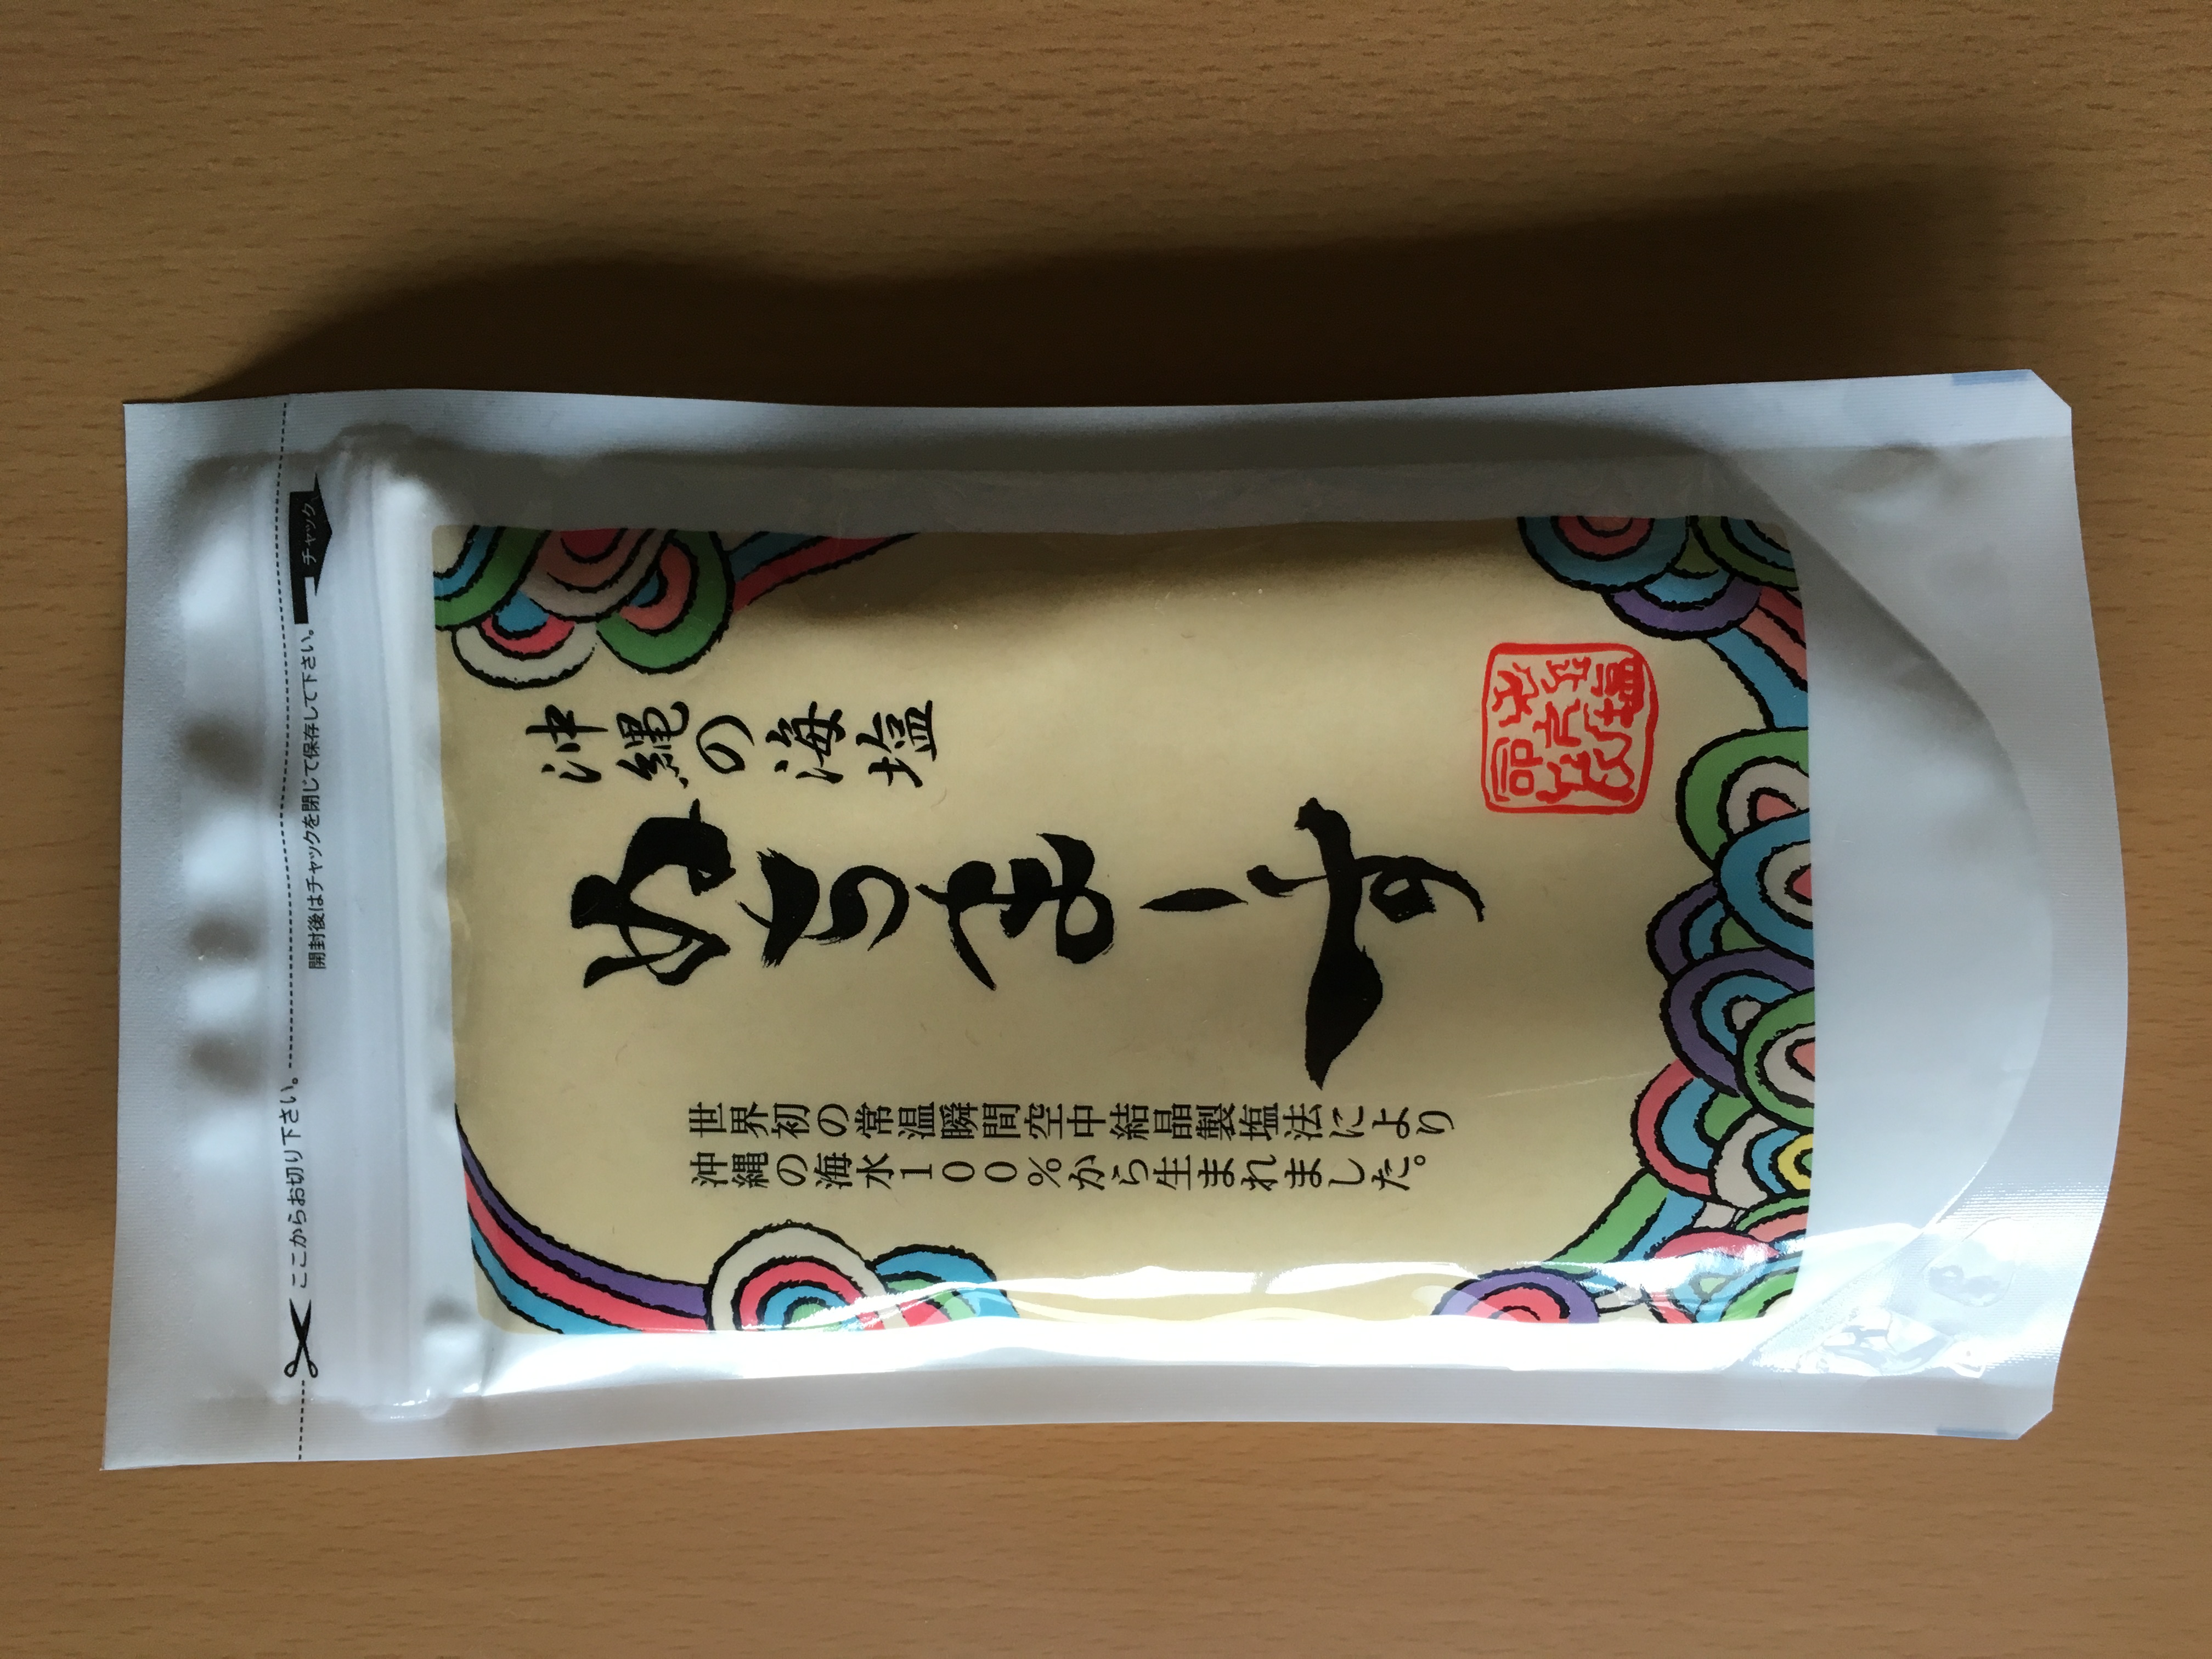 ここからお切り下さい。
開封後はチャックを閉じて保存して下さい。
チャック
沖縄の海塩
ぬちまーす
世界初の常温瞬間空中結晶製塩法により
沖縄の海水100%から生まれました。